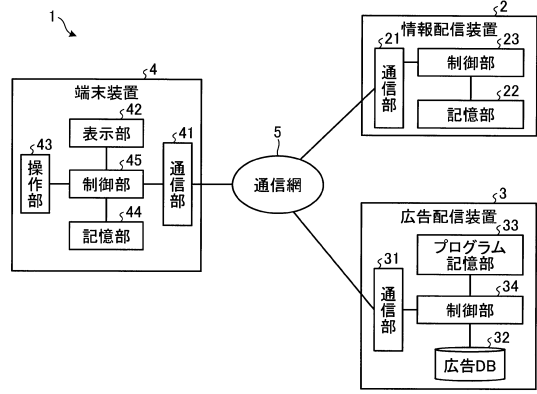 1
4
端末装置
42
表示部
43
操作部
45
制御部
41
通信部
44
記憶部
5
通信網
2
情報配信装置
21
通信部
23
制御部
22
記憶部
3
広告配信装置
33
プログラム
記憶部
31
通信部
34
制御部
32
広告DB